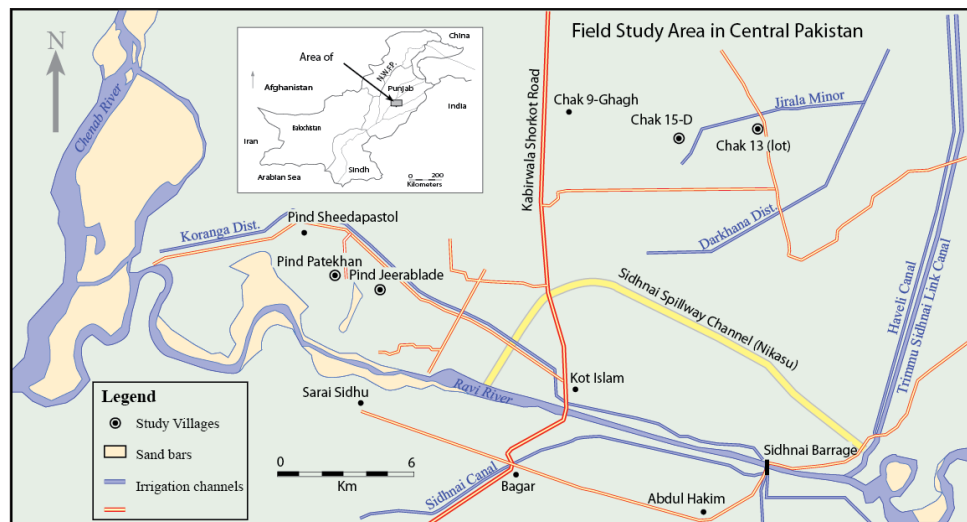 Field Study Area in Central Pakistan
N
Chenab River
Area of
China
N.W.F.P.
Afghanistan
Punjab
India
Balochistan
Iran
Sindh
Arabian Sea
0 200
Kilometers
Kabirwala Shorkot Road
Chak 9-Ghagh
Chak 15-D
Jirala Minor
Chak 13 (lot)
Darkhana Dist.
Haveli Canal
Trimmu Sidhnai Link Canal
Koranga Dist.
Pind Sheedapastol
Pind Patekhan
Pind Jeerablade
Sidhnai Spillway Channel (Nikasu)
Ravi River
Kot Islam
Sarai Sidhu
Sidhnai Barrage
Sidhnai Canal
Bagar
Abdul Hakim
0 6
Km
Legend
Study Villages
Sand bars
Irrigation channels